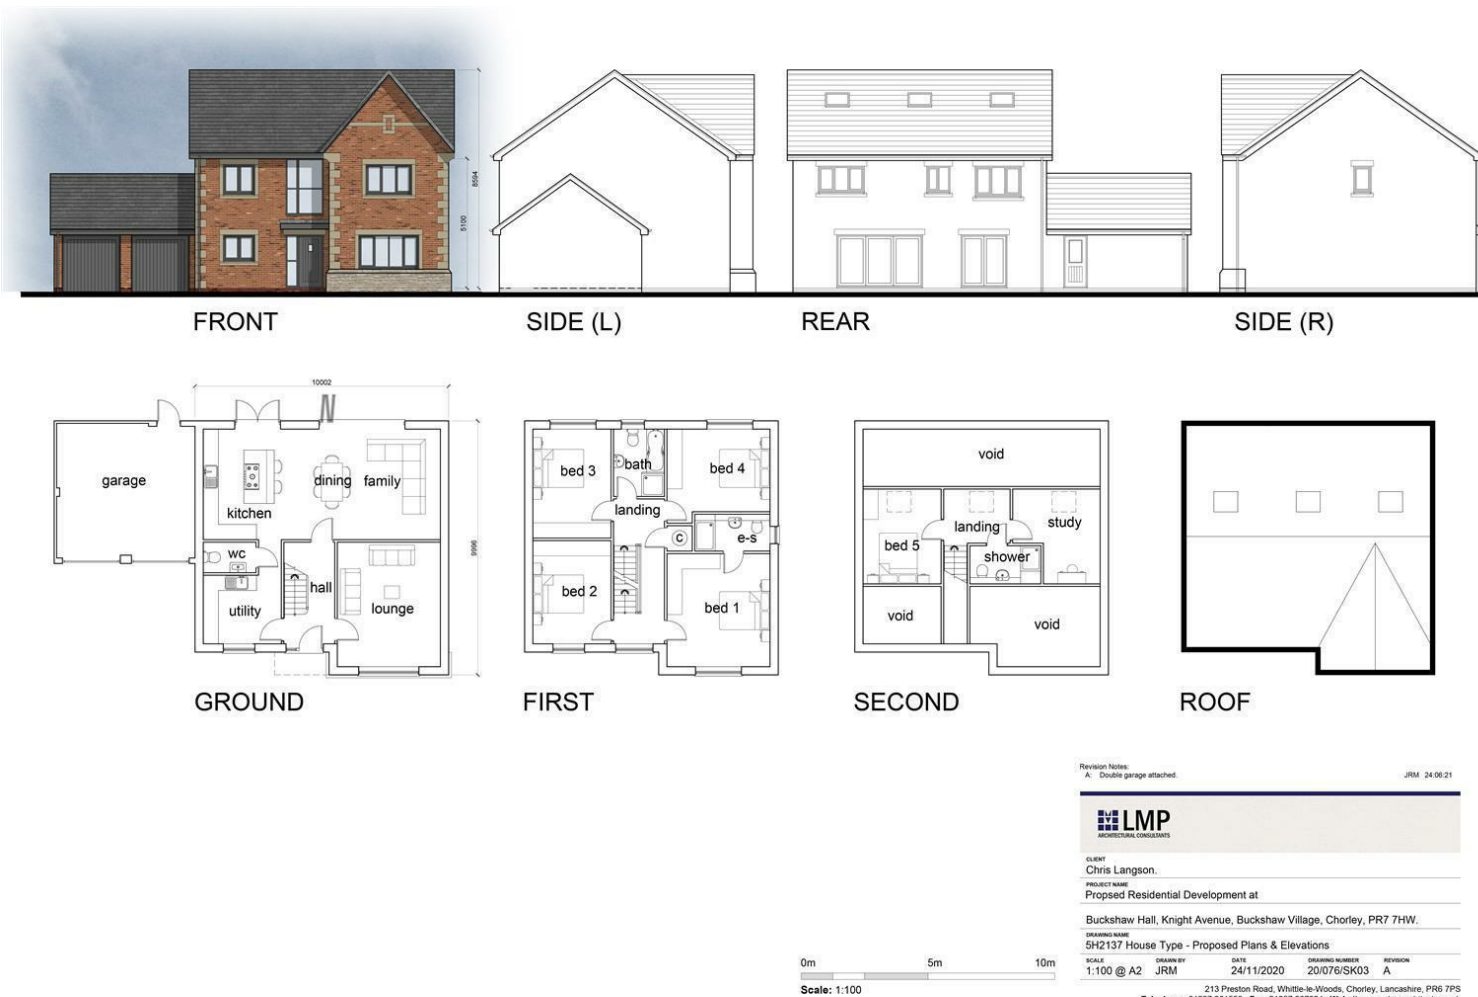 8594
5100
FRONT
SIDE (L)
REAR
SIDE (R)
10002
garage
kitchen
dining
family
wc
hall
utility
lounge
9996
GROUND
bed 3
bath
bed 4
landing
C
e-s
bed 2
bed 1
FIRST
void
landing
study
bed 5
shower
void
void
SECOND
ROOF
Revision Notes:
A: Double garage attached. JRM 24:06:21
LMP
ARCHITECTURAL CONSULTANTS
CLIENT
Chris Langson.
PROJECT NAME
Propsed Residential Development at
Buckshaw Hall, Knight Avenue, Buckshaw Village, Chorley, PR7 7HW.
DRAWING NAME
5H2137 House Type - Proposed Plans & Elevations
SCALE DRAWN BY DATE DRAWING NUMBER REVISION
1:100 @ A2 JRM 24/11/2020 20/076/SK03 A
213 Preston Road, Whittle-le-Woods, Chorley, Lancashire, PR6 7PS
0m 5m 10m
Scale: 1:100